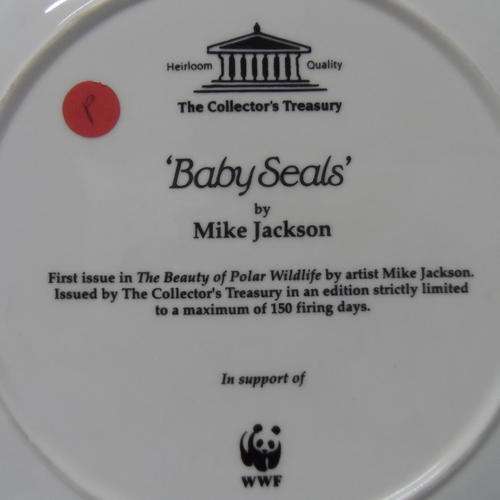 Heirloom Quality
The Collector's Treasury
'Baby Seals'
by
Mike Jackson
First issue in The Beauty of Polar Wildlife by artist Mike Jackson.
Issued by The Collector's Treasury in an edition strictly limited
to a maximum of 150 firing days.
In support of
WWF